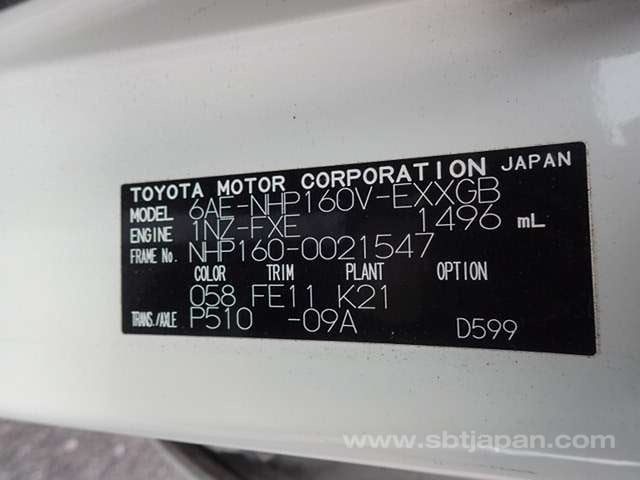 TOYOTA MOTOR CORPORATION JAPAN
MODEL 6AE-NHP160V-EXXGB
ENGINE 1NZ-FXE 1496 mL
FRAME No. NHP160-0021547
COLOR TRIM PLANT OPTION
058 FE11 K21
TRANS./AXLE P510 -09A D599
www.sbtjapan.com